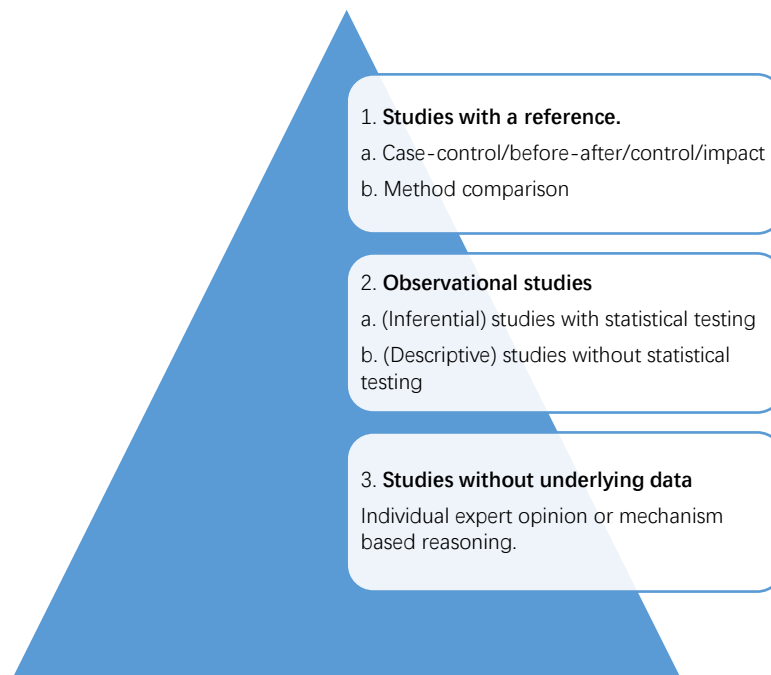 1. Studies with a reference.
a. Case-control/before-after/control/impact
b. Method comparison
2. Observational studies
a. (Inferential) studies with statistical testing
b. (Descriptive) studies without statistical
testing
3. Studies without underlying data
Individual expert opinion or mechanism
based reasoning.